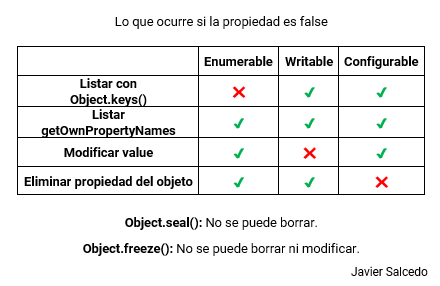 Lo que ocurre si la propiedad es false
Enumerable Writable Configurable
Listar con
Object.keys()
Listar
getOwnPropertyNames
Modificar value
Eliminar propiedad del objeto
Object.seal(): No se puede borrar.
Object.freeze(): No se puede borrar ni modificar.
Javier Salcedo